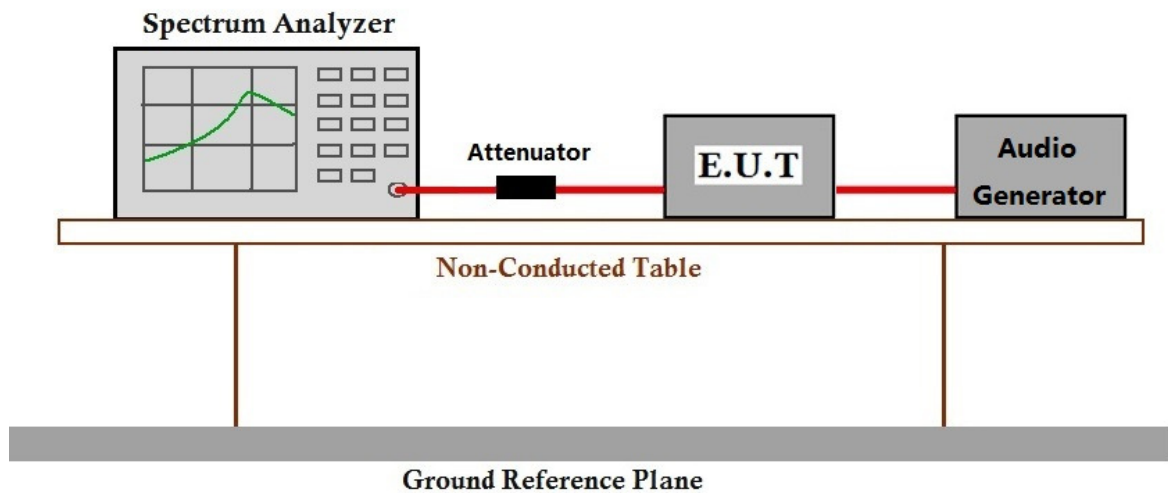 Spectrum Analyzer
Attenuator
E.U.T
Audio
Generator
Non-Conducted Table
Ground Reference Plane